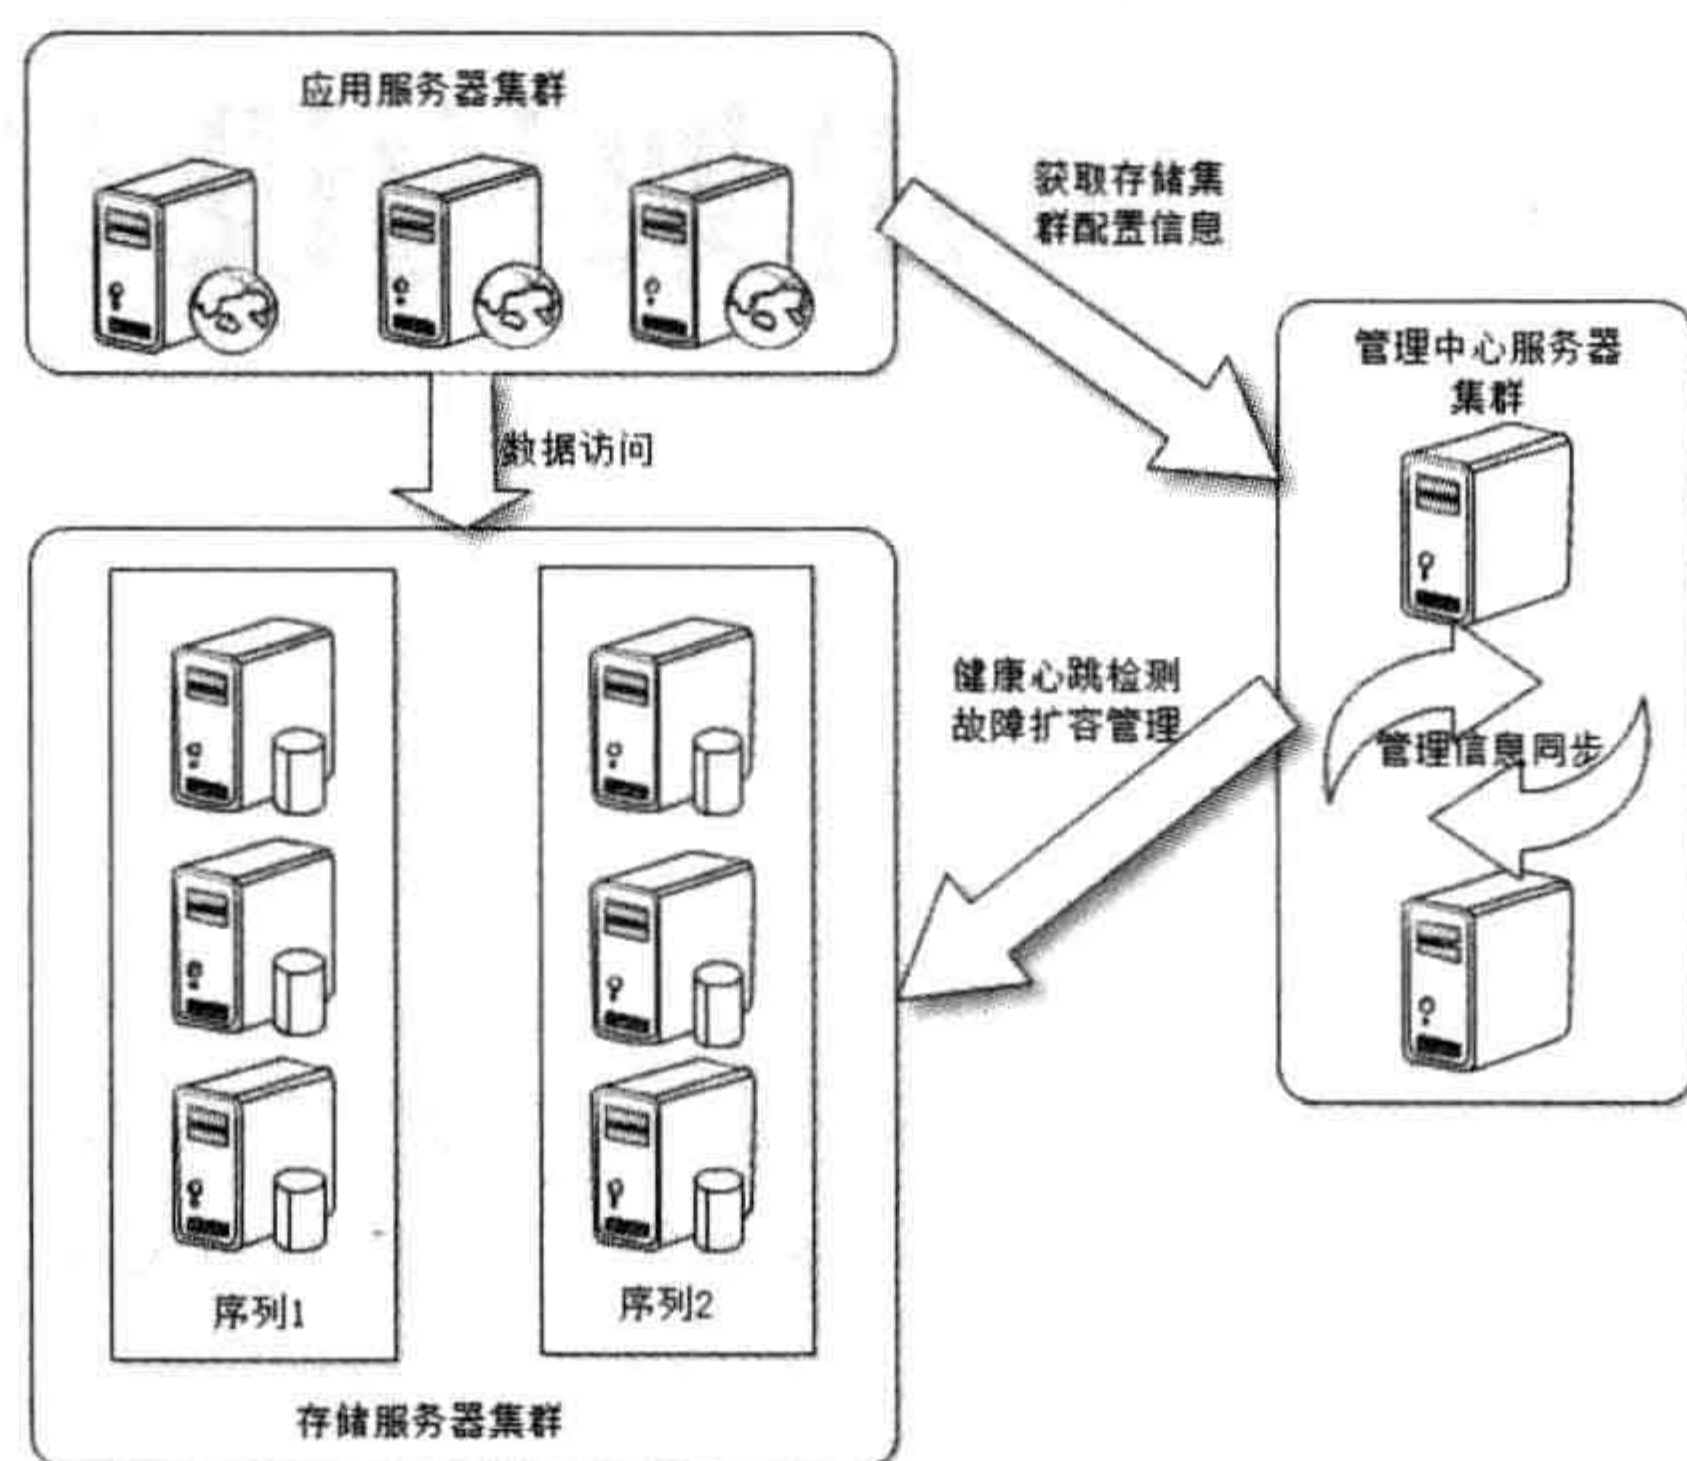 应用服务器集群
获取存储集
群配置信息
管理中心服务器
集群
数据访问
健康心跳检测
故障扩容管理
管理信息同步
序列1
序列2
存储服务器集群